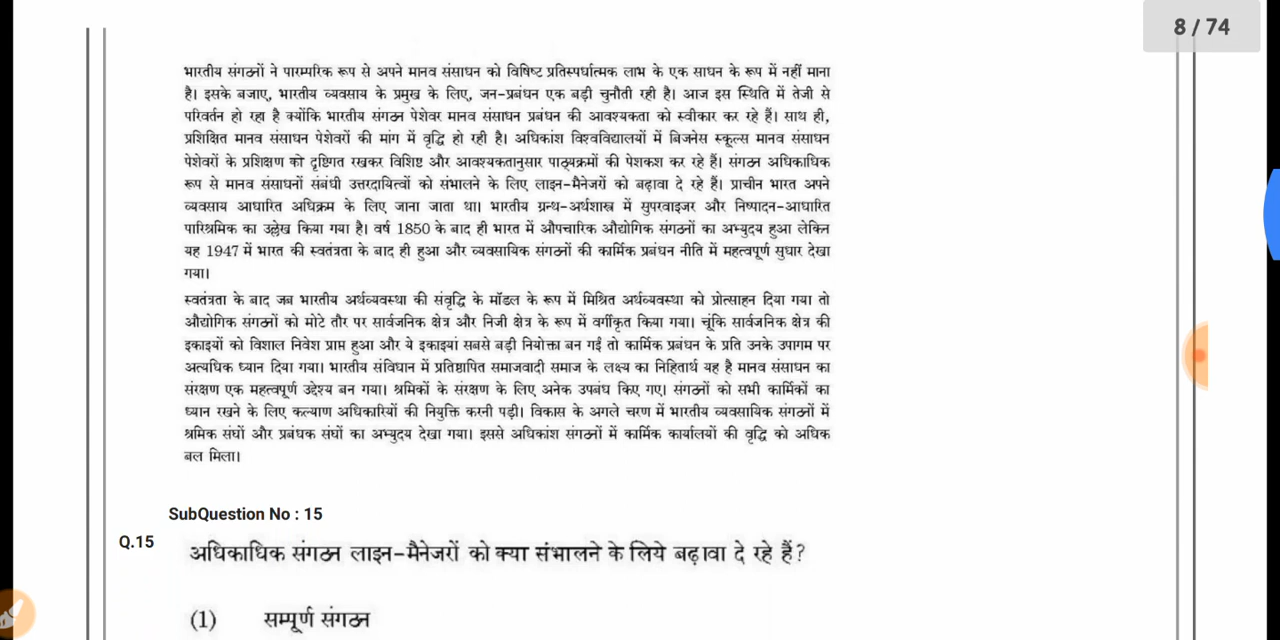 8 / 74
भारतीय संगठनों ने पारम्परिक रूप से अपने मानव संसाधन को विषिष्ट प्रतिस्पर्धात्मक लाभ के एक साधन के रूप में नहीं माना
है। इसके बजाए, भारतीय व्यवसाय के प्रमुख के लिए, जन-प्रबंधन एक बड़ी चुनौती रही है। आज इस स्थिति में तेजी से
परिवर्तन हो रहा है क्योंकि भारतीय संगठन पेशेवर मानव संसाधन प्रबंधन की आवश्यकता को स्वीकार कर रहे हैं। साथ ही,
प्रशिक्षित मानव संसाधन पेशेवरों की मांग में वृद्धि हो रही है। अधिकांश विश्वविद्यालयों में बिजनेस स्कूल्स मानव संसाधन
पेशेवरों के प्रशिक्षण को दृष्टिगत रखकर विशिष्ट और आवश्यकतानुसार पाठ्यक्रमों की पेशकश कर रहे हैं। संगठन अधिकाधिक
रूप से मानव संसाधनों संबंधी उत्तरदायित्वों को संभालने के लिए लाइन-मैनेजरों को बढ़ावा दे रहे हैं। प्राचीन भारत अपने
व्यवसाय आधारित अधिक्रम के लिए जाना जाता था। भारतीय ग्रन्थ-अर्थशास्त्र में सुपरवाइजर और निष्पादन-आधारित
पारिश्रमिक का उल्लेख किया गया है। वर्ष 1850 के बाद ही भारत में औपचारिक औद्योगिक संगठनों का अभ्युदय हुआ लेकिन
यह 1947 में भारत की स्वतंत्रता के बाद ही हुआ और व्यवसायिक संगठनों की कार्मिक प्रबंधन नीति में महत्वपूर्ण सुधार देखा
गया।
स्वतंत्रता के बाद जब भारतीय अर्थव्यवस्था की संवृद्धि के मॉडल के रूप में मिश्रित अर्थव्यवस्था को प्रोत्साहन दिया गया तो
औद्योगिक संगठनों को मोटे तौर पर सार्वजनिक क्षेत्र और निजी क्षेत्र के रूप में वर्गीकृत किया गया। चूंकि सार्वजनिक क्षेत्र की
इकाइयों को विशाल निवेश प्राप्त हुआ और ये इकाइयां सबसे बड़ी नियोक्ता बन गईं तो कार्मिक प्रबंधन के प्रति उनके उपागम पर
अत्यधिक ध्यान दिया गया। भारतीय संविधान में प्रतिष्ठापित समाजवादी समाज के लक्ष्य का निहितार्थ यह है मानव संसाधन का
संरक्षण एक महत्वपूर्ण उद्देश्य बन गया। श्रमिकों के संरक्षण के लिए अनेक उपबंध किए गए। संगठनों को सभी कार्मिकों का
ध्यान रखने के लिए कल्याण अधिकारियों की नियुक्ति करनी पड़ी। विकास के अगले चरण में भारतीय व्यवसायिक संगठनों में
श्रमिक संघों और प्रबंधक संघों का अभ्युदय देखा गया। इससे अधिकांश संगठनों में कार्मिक कार्यालयों की वृद्धि को अधिक
बल मिला।
SubQuestion No : 15
Q.15 अधिकाधिक संगठन लाइन-मैनेजरों को क्या संभालने के लिये बढ़ावा दे रहे हैं?
(1) सम्पूर्ण संगठन